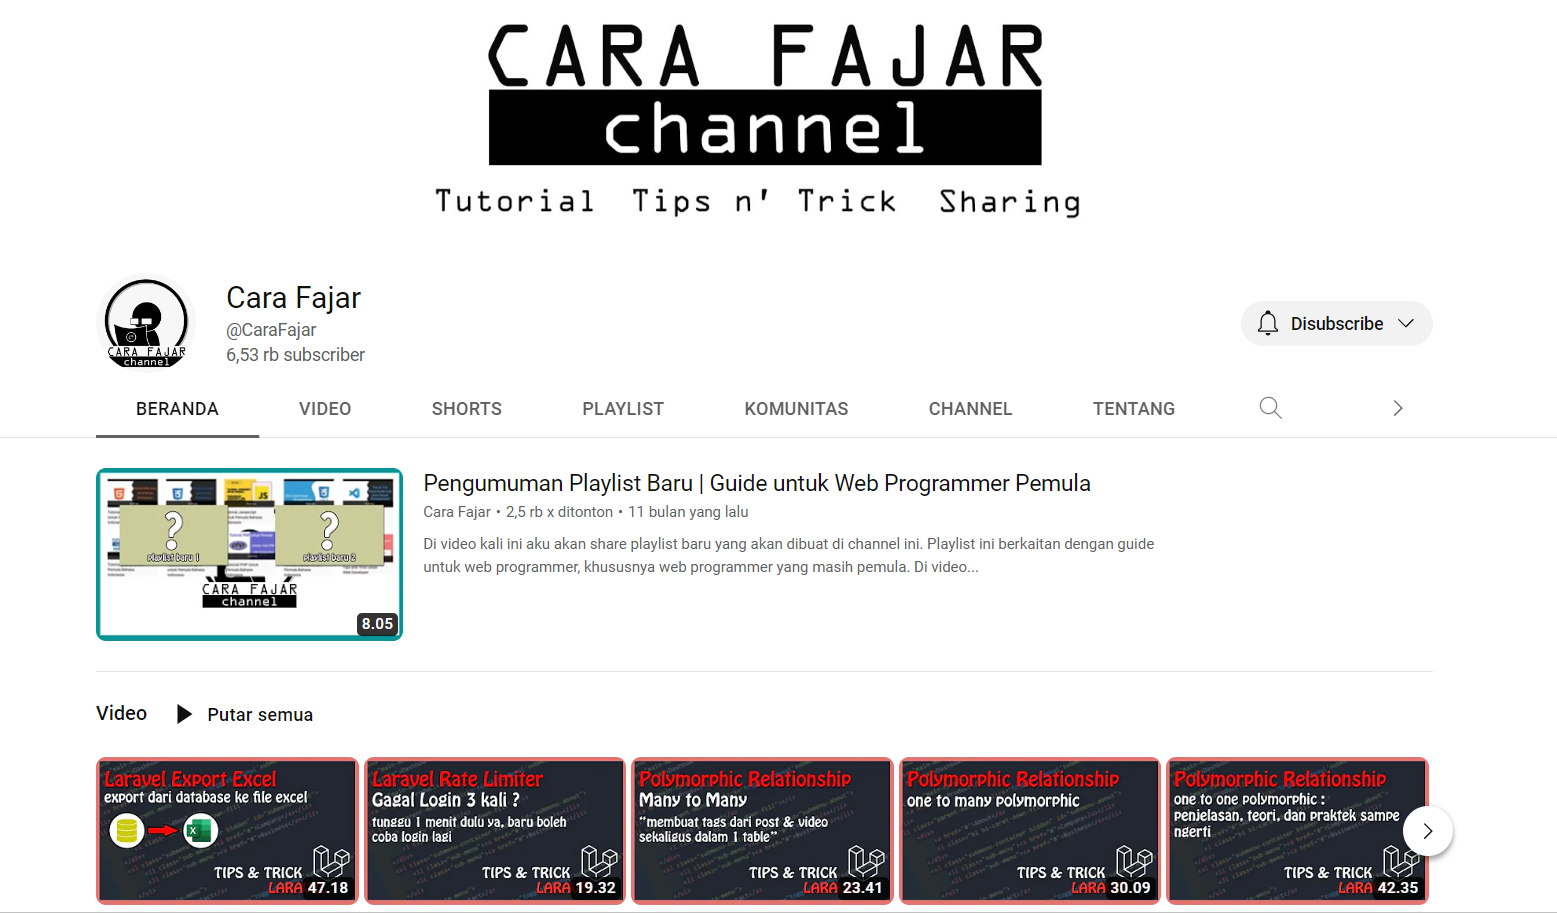 CARA FAJAR
channel
Tutorial Tips n' Trick Sharing
CARA FAJAR
channel
Cara Fajar
@CaraFajar
6,53 rb subscriber
Disubscribe
BERANDA VIDEO SHORTS PLAYLIST KOMUNITAS CHANNEL TENTANG
JS
?
?
playlist baru 1
playlist baru 2
CARA FAJAR
channel
8.05
Pengumuman Playlist Baru | Guide untuk Web Programmer Pemula
Cara Fajar • 2,5 rb x ditonton • 11 bulan yang lalu
Di video kali ini aku akan share playlist baru yang akan dibuat di channel ini. Playlist ini berkaitan dengan guide
untuk web programmer, khususnya web programmer yang masih pemula. Di video...
Video
Putar semua
Laravel Export Excel
export dari database ke file excel
X
TIPS & TRICK
LARA 47.18
Laravel Rate Limiter
Gagal Login 3 kali ?
tunggu 1 menit dulu ya, baru boleh
coba login lagi
TIPS & TRICK
LARA 19.32
Polymorphic Relationship
Many to Many
"membuat tags dari post & video
sekaligus dalam 1 table"
TIPS & TRICK
LARA 23.41
Polymorphic Relationship
one to many polymorphic
TIPS & TRICK
LARA 30.09
Polymorphic Relationship
one to one polymorphic :
penjelasan, teori, dan praktek sampe
ngerti
TIPS & TRICK
LARA 42.35